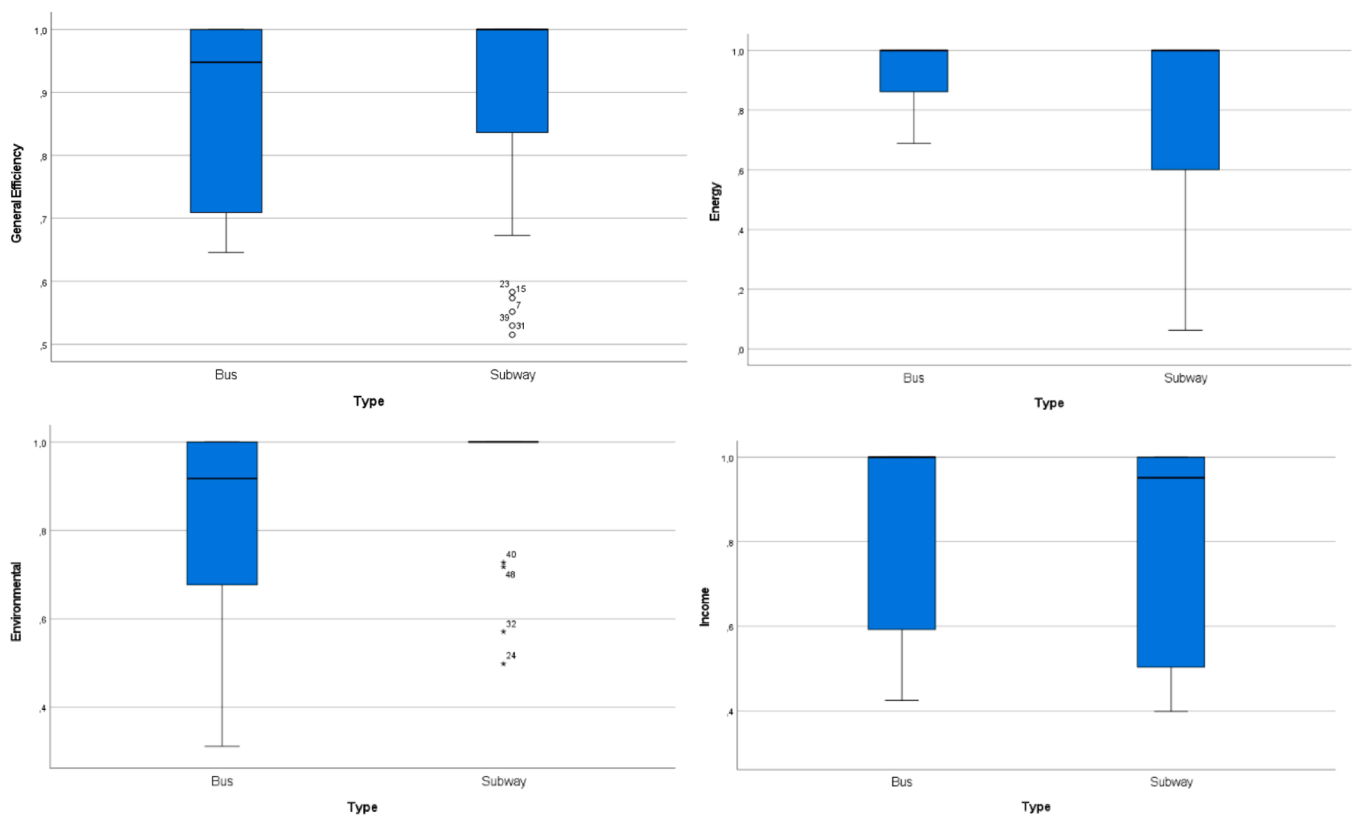 General Efficiency
1,0
,9
,8
,7
,6
,5
23
15
7
39
31
Bus
Subway
Type
Energy
1,0
,8
,6
,4
,2
,0
Bus
Subway
Type
Environmental
1,0
,8
,6
,4
40
48
32
24
Bus
Subway
Type
Income
1,0
,8
,6
,4
Bus
Subway
Type